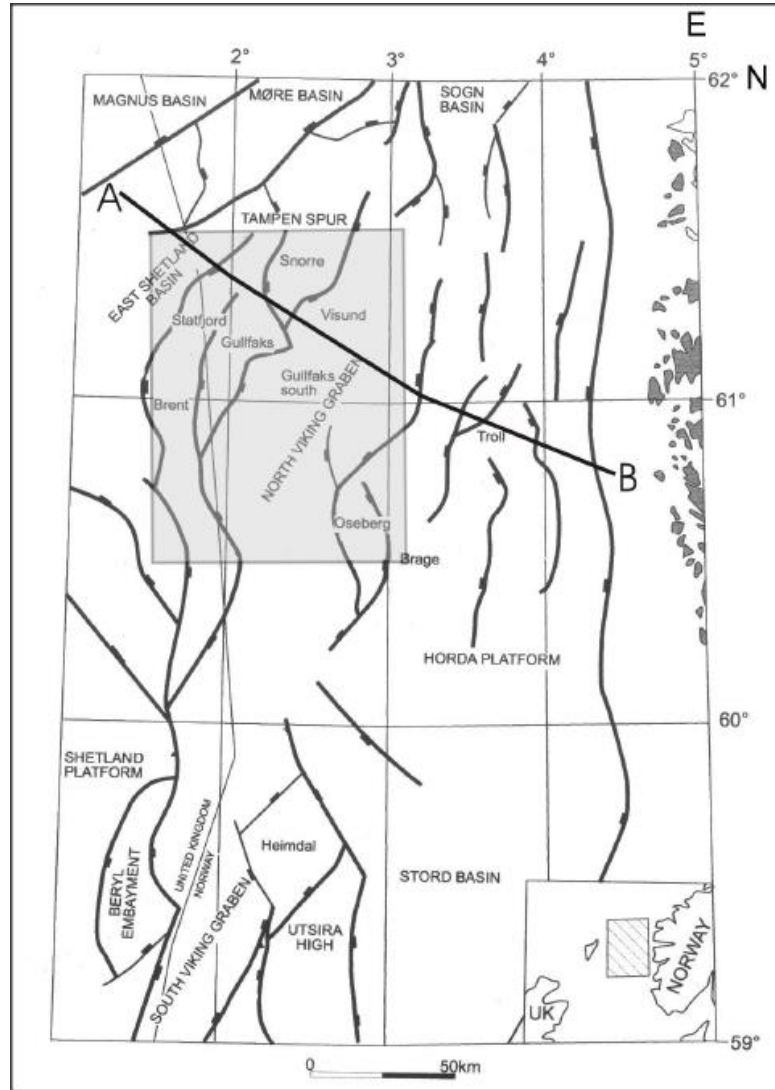 E
2°
3°
4°
5°
62° N
MAGNUS BASIN
MØRE BASIN
SOGN
BASIN
A
TAMPEN SPUR
EAST SHETLAND
BASIN
Snorre
Statfjord
Visund
Gullfaks
Gullfaks
south
NORTH VIKING GRABEN
Brent
61°
Troll
B
Oseberg
Brage
HORDA PLATFORM
60°
SHETLAND
PLATFORM
UNITED KINGDOM
NORWAY
BERYL
EMBAYMENT
Heimdal
STORD BASIN
SOUTH VIKING GRABEN
UTSIRA
HIGH
NORWAY
UK
59°
0 50km